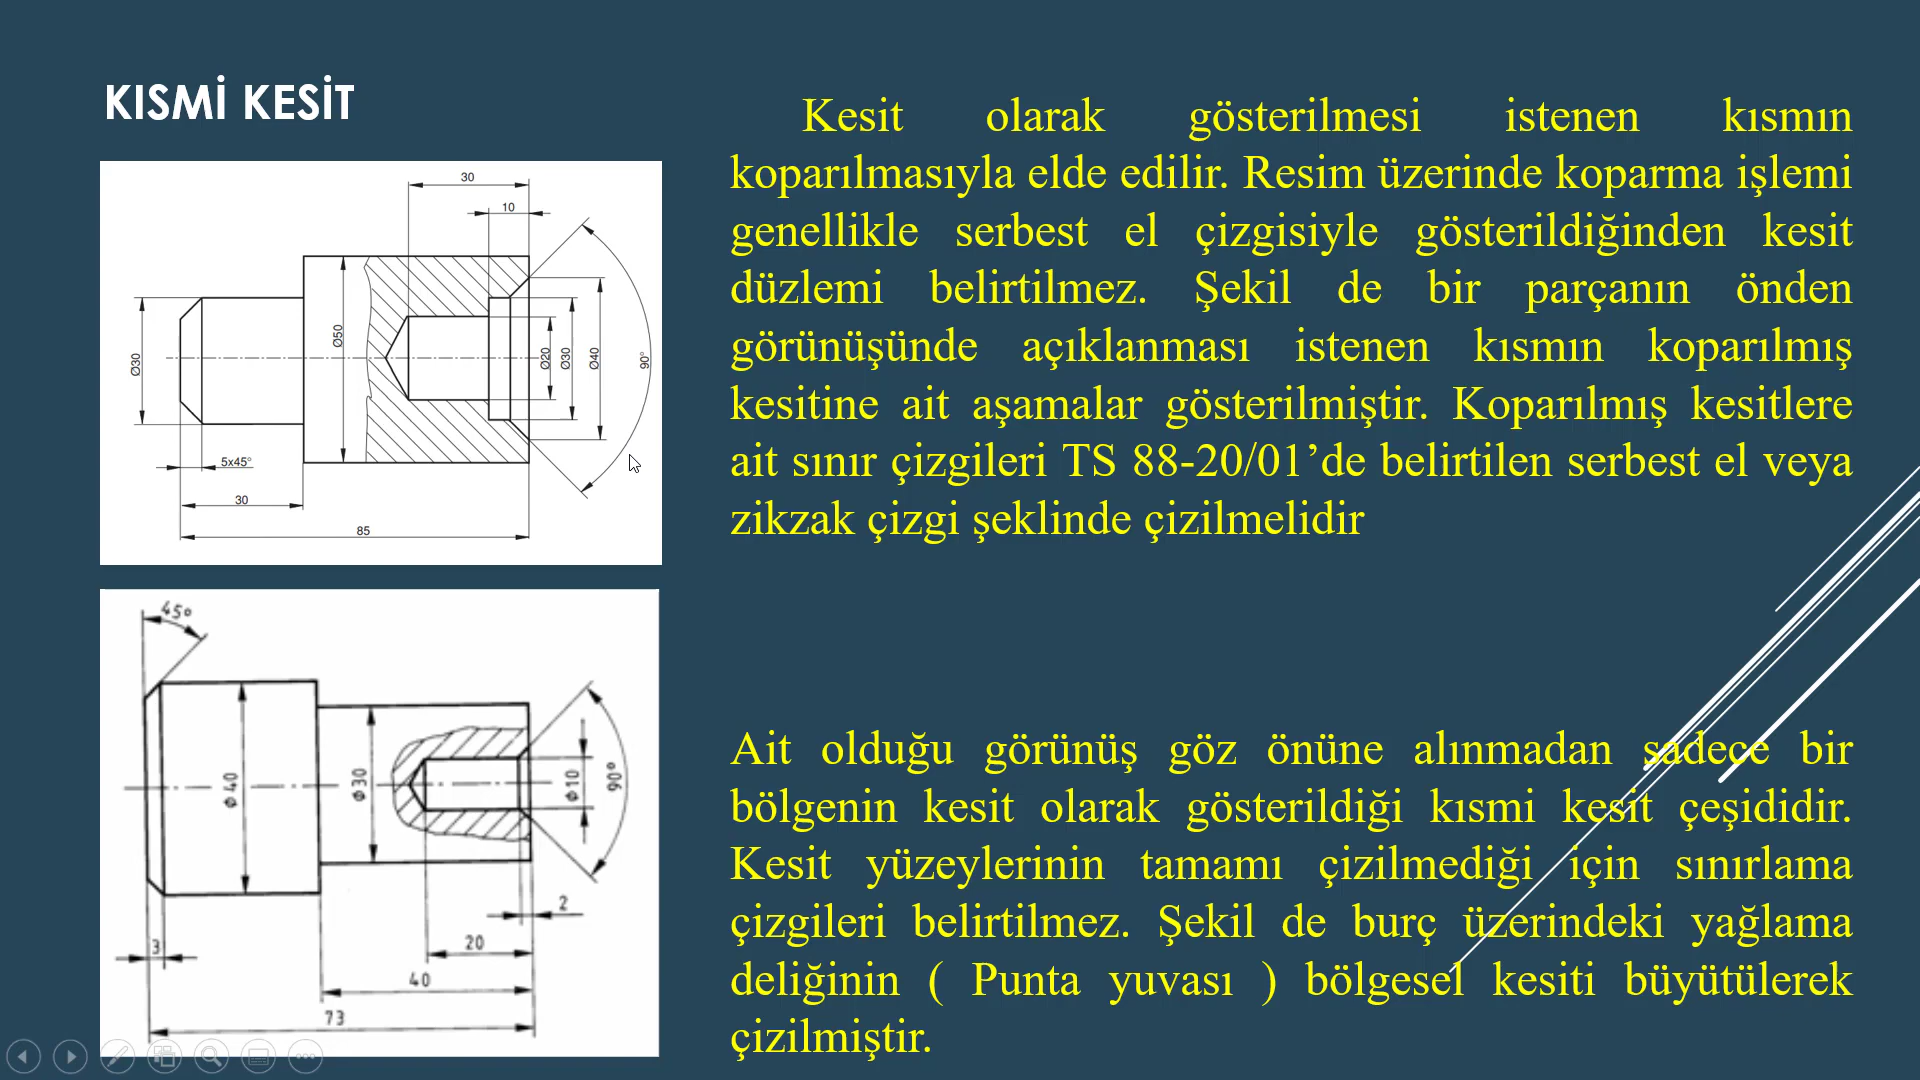 KISMİ KESİT
Kesit olarak gösterilmesi istenen kısmın
koparılmasıyla elde edilir. Resim üzerinde koparma işlemi
genellikle serbest el çizgisiyle gösterildiğinden kesit
düzlemi belirtilmez. Şekil de bir parçanın önden
görünüşünde açıklanması istenen kısmın koparılmış
kesitine ait aşamalar gösterilmiştir. Koparılmış kesitlere
ait sınır çizgileri TS 88-20/01’de belirtilen serbest el veya
zikzak çizgi şeklinde çizilmelidir
30
10
Ø30
Ø50
Ø20
Ø30
Ø40
90°
5x45°
30
85
45°
ϕ40
ϕ30
ϕ10
90°
2
3
20
40
73
Ait olduğu görünüş göz önüne alınmadan sadece bir
bölgenin kesit olarak gösterildiği kısmi kesit çeşididir.
Kesit yüzeylerinin tamamı çizilmediği için sınırlama
çizgileri belirtilmez. Şekil de burç üzerindeki yağlama
deliğinin ( Punta yuvası ) bölgesel kesiti büyütülerek
çizilmiştir.